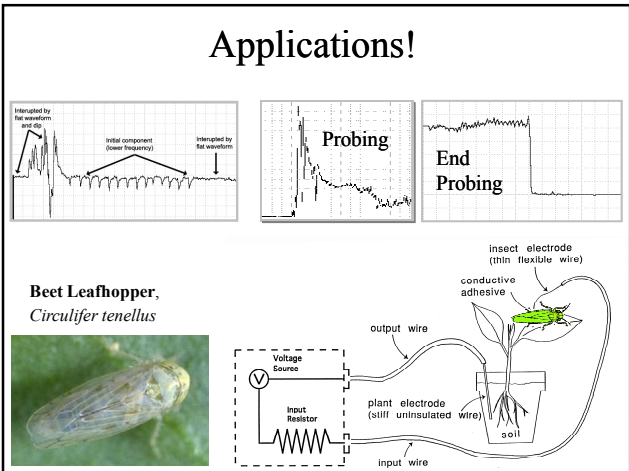 Applications!
Interupted by
flat waveform
and dip
Initial component
(lower frequency)
Interupted by
flat waveform
Probing
End
Probing
Beet Leafhopper,
Circulifer tenellus
insect electrode
(thin flexible wire)
conductive
adhesive
output wire
Voltage
Source
V
plant electrode
(stiff uninsulated wire)
Input
Resistor
soil
input wire